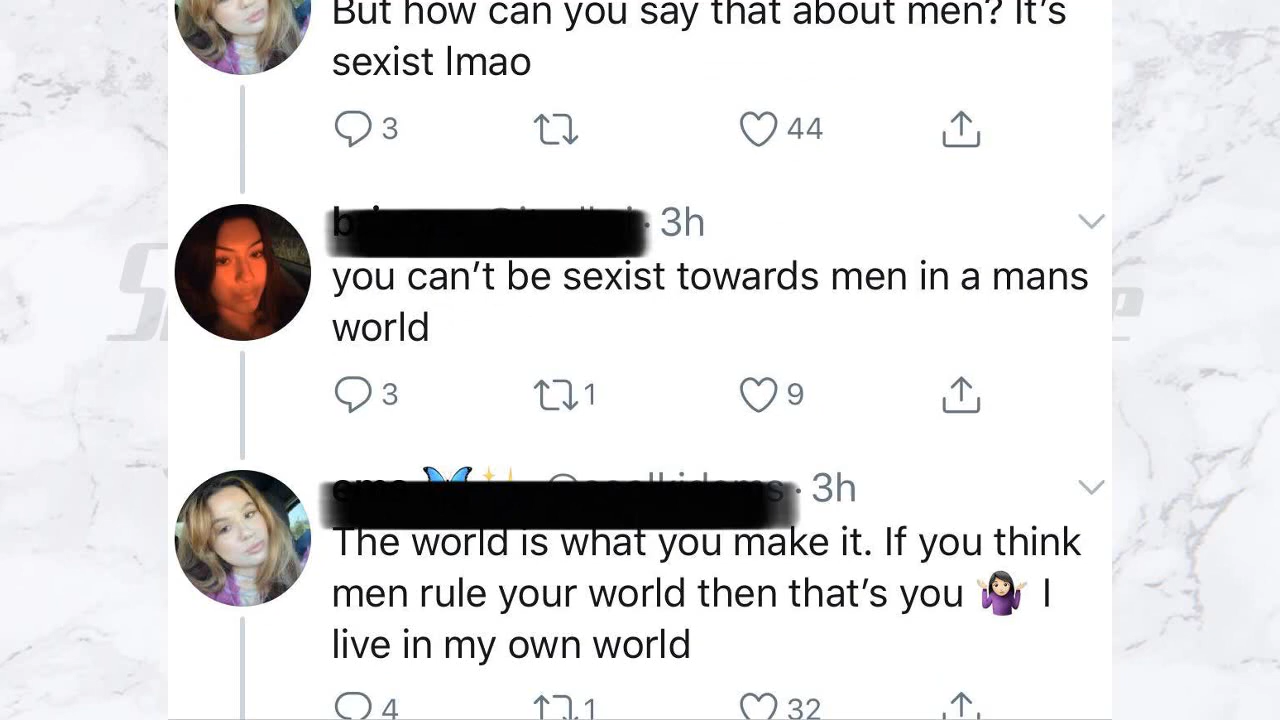 But how can you say that about men? It's
sexist lmao
3
44
3h
you can't be sexist towards men in a mans
world
3
1
9
3h
The world is what you make it. If you think
men rule your world then that's you 🤷🏻‍♀️ I
live in my own world
4
1
32